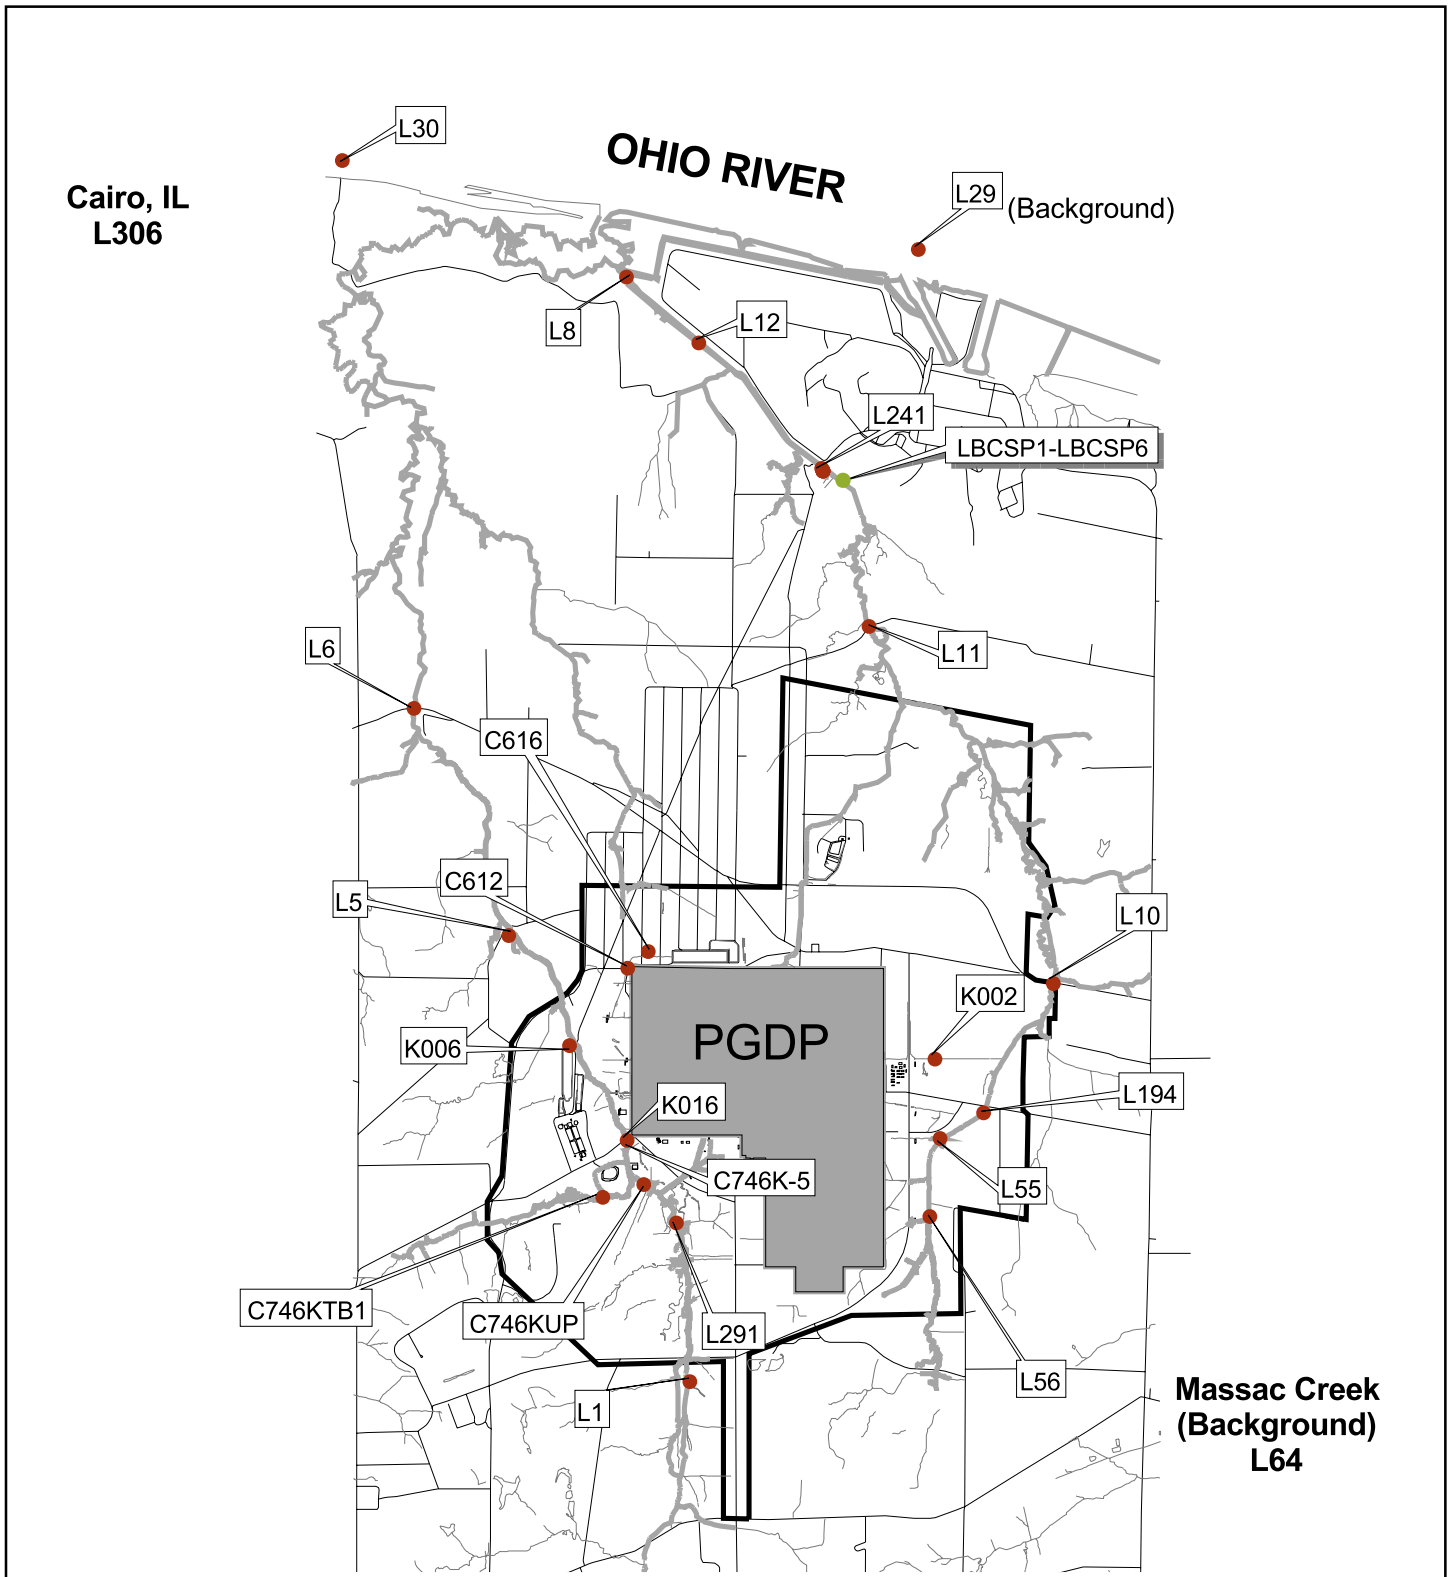 L30
OHIO RIVER
Cairo, IL
L306
L29
(Background)
L8
L12
L241
LBCSP1-LBCSP6
L6
L11
C616
C612
L5
L10
K002
K006
PGDP
L194
K016
C746K-5
L55
C746KTB1
C746KUP
L291
L56
L1
Massac Creek
(Background)
L64